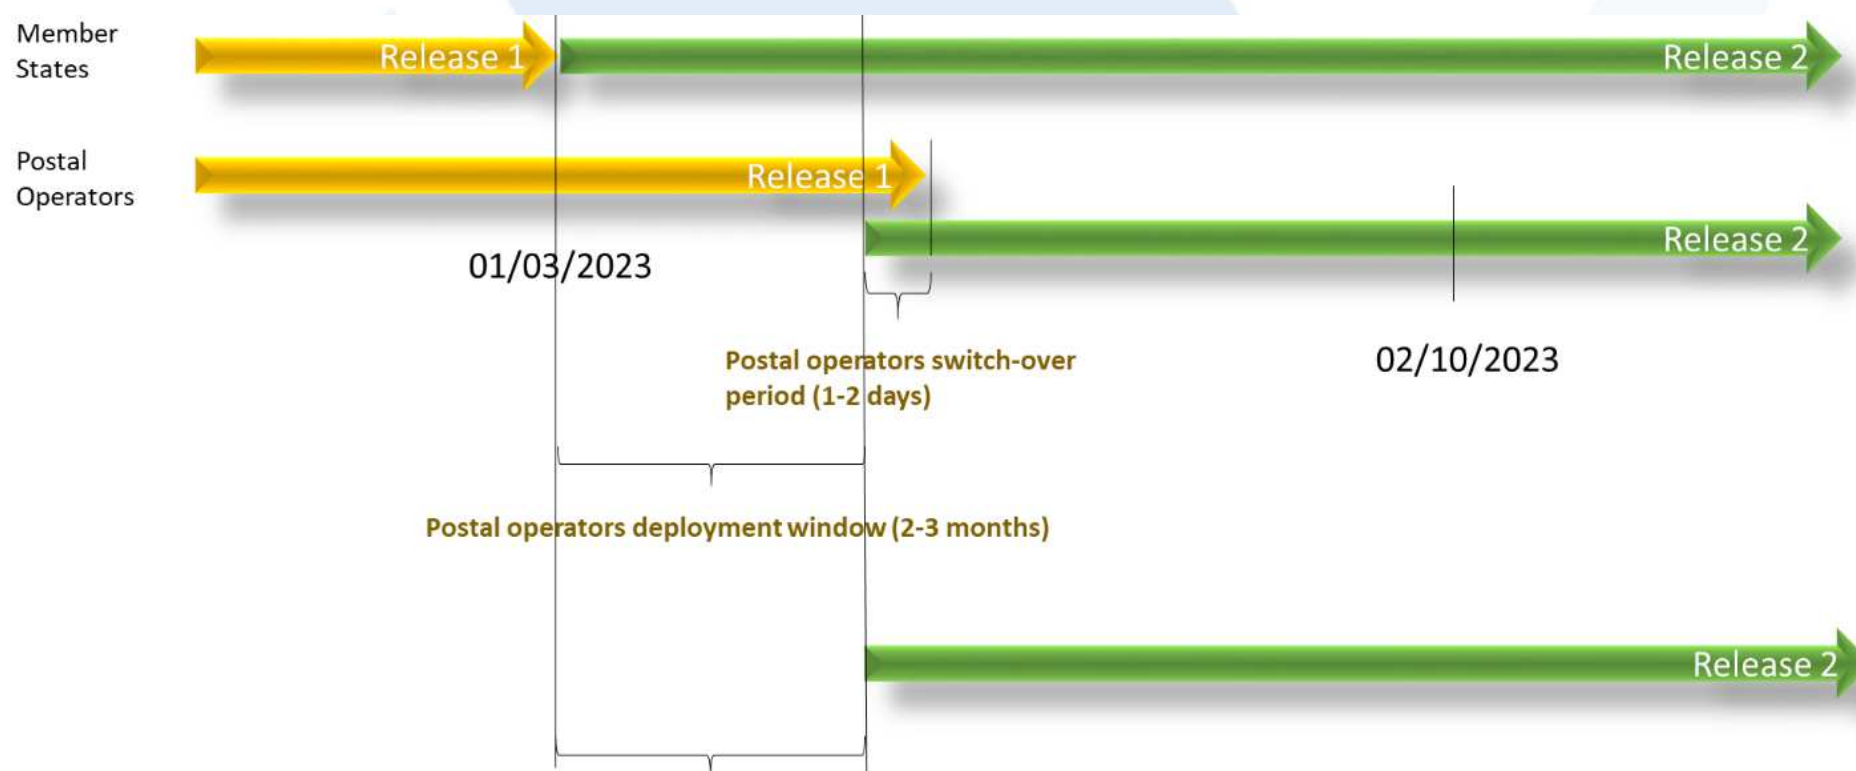 Member
States
Release 1
Release 2
Postal
Operators
Release 1
Release 2
01/03/2023
Postal operators switch-over
period (1-2 days)
02/10/2023
Postal operators deployment window (2-3 months)
Release 2